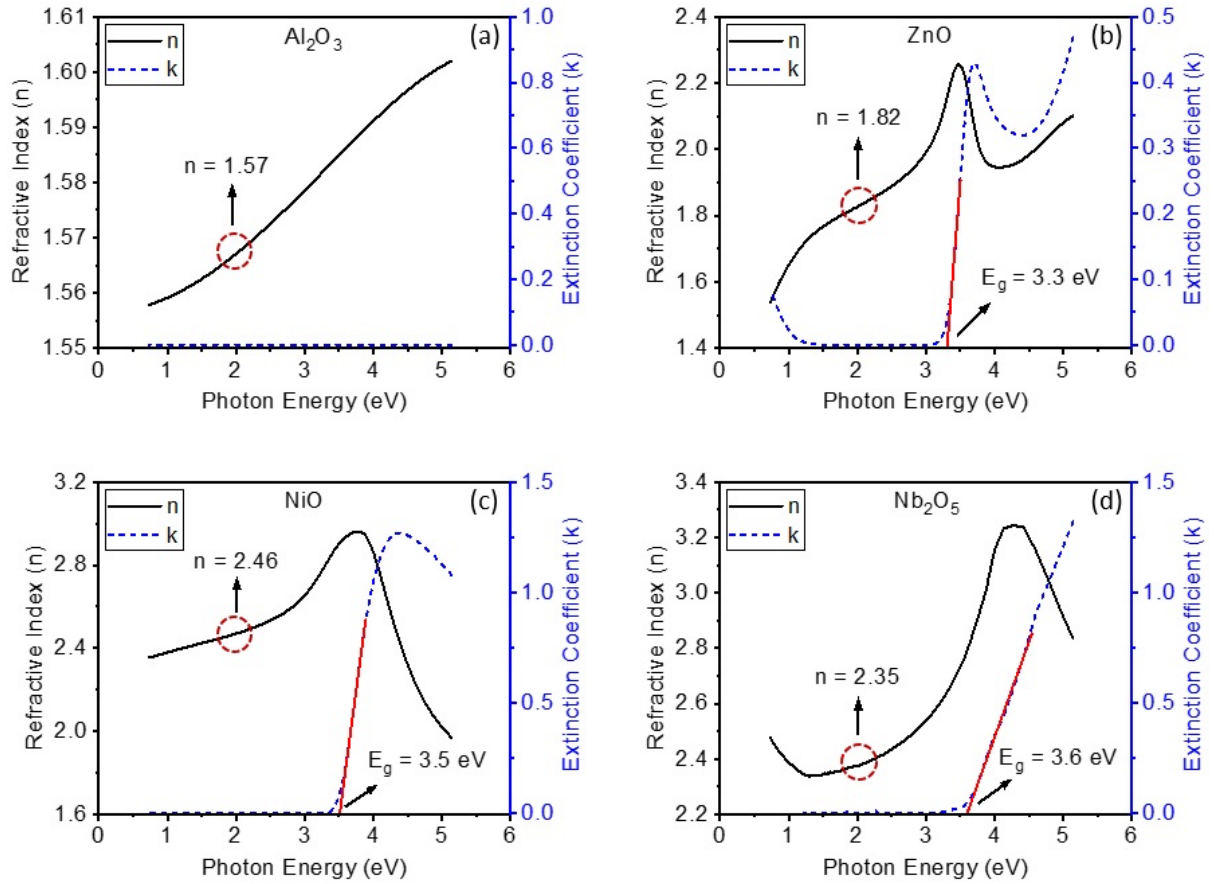 Al₂O₃
(a)
n
k
n = 1.57
Refractive Index (n)
1.61
1.60
1.59
1.58
1.57
1.56
1.55
Extinction Coefficient (k)
1.0
0.8
0.6
0.4
0.2
0.0
0 1 2 3 4 5 6
Photon Energy (eV)
ZnO
(b)
n
k
n = 1.82
E_g = 3.3 eV
Refractive Index (n)
2.4
2.2
2.0
1.8
1.6
1.4
Extinction Coefficient (k)
0.5
0.4
0.3
0.2
0.1
0.0
0 1 2 3 4 5 6
Photon Energy (eV)
NiO
(c)
n
k
n = 2.46
E_g = 3.5 eV
Refractive Index (n)
3.2
2.8
2.4
2.0
1.6
Extinction Coefficient (k)
1.5
1.0
0.5
0.0
0 1 2 3 4 5 6
Photon Energy (eV)
Nb₂O₅
(d)
n
k
n = 2.35
E_g = 3.6 eV
Refractive Index (n)
3.4
3.2
3.0
2.8
2.6
2.4
2.2
Extinction Coefficient (k)
1.5
1.0
0.5
0.0
0 1 2 3 4 5 6
Photon Energy (eV)